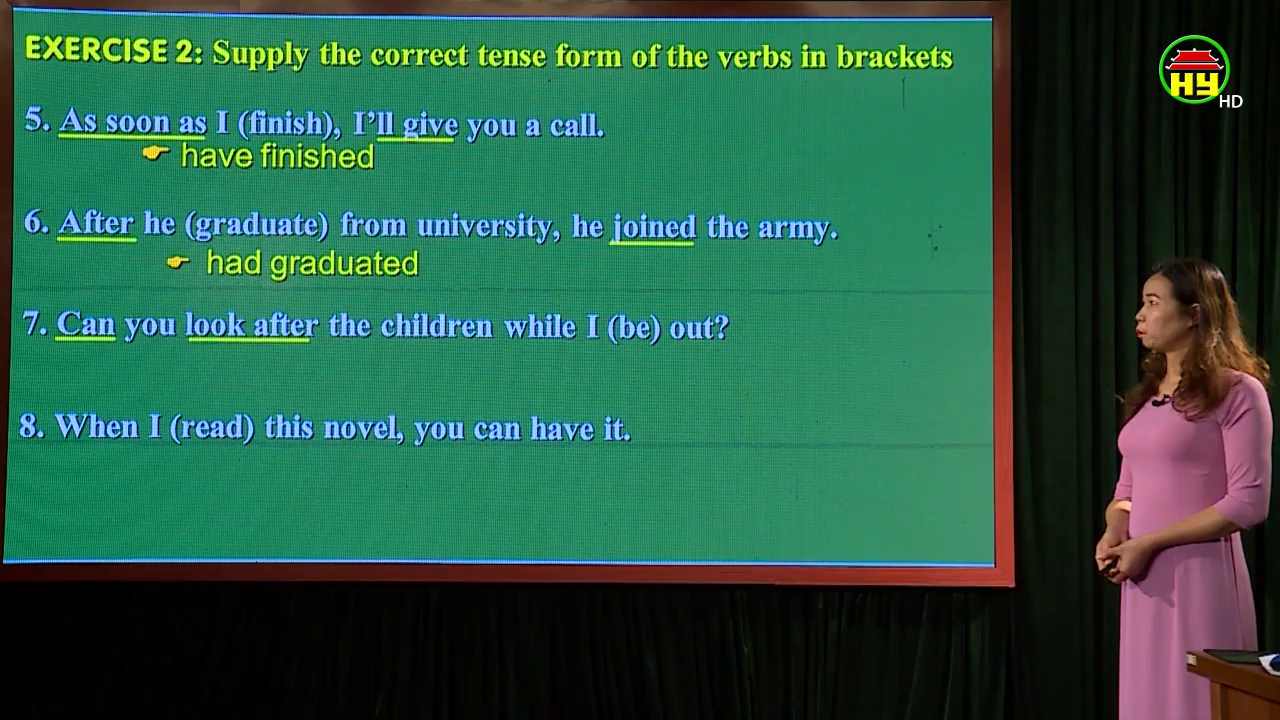 EXERCISE 2: Supply the correct tense form of the verbs in brackets
5. As soon as I (finish), I'll give you a call.
have finished
6. After he (graduate) from university, he joined the army.
had graduated
7. Can you look after the children while I (be) out?
8. When I (read) this novel, you can have it.
HY
HD